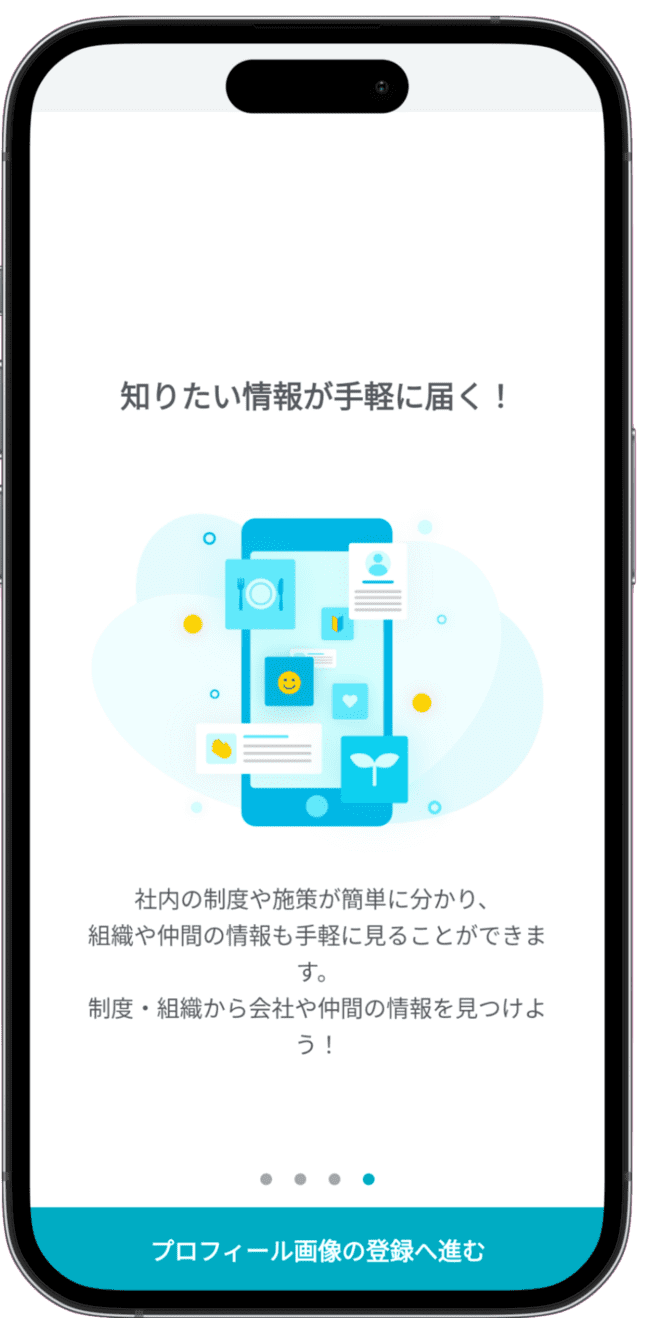 知りたい情報が手軽に届く！
社内の制度や施策が簡単に分かり、
組織や仲間の情報も手軽に見ることができま
す。
制度・組織から会社や仲間の情報を見つけよ
う！
プロフィール画像の登録へ進む